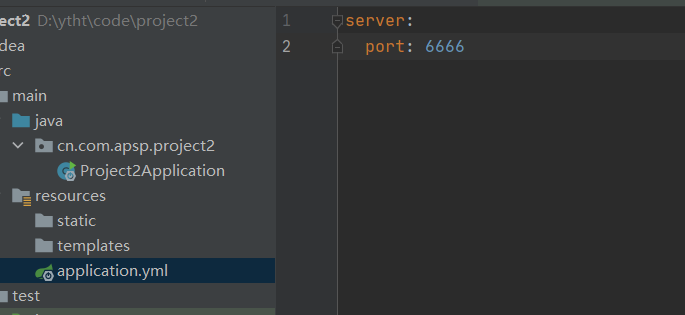 ect2 D:\ytht\code\project2
dea
rc
main
java
cn.com.apsp.project2
Project2Application
resources
static
templates
application.yml
test
1 server:
2 port: 6666